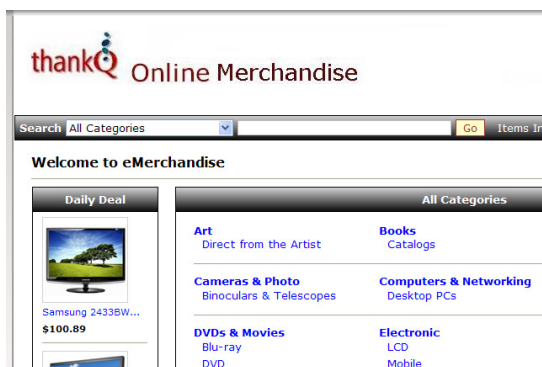 thankQ Online Merchandise
Search All Categories Go Items
Welcome to eMerchandise
Daily Deal
Samsung 2433BW...
$100.89
All Categories
Art
Direct from the Artist
Books
Catalogs
Cameras & Photo
Binoculars & Telescopes
Computers & Networking
Desktop PCs
DVDs & Movies
Blu-ray
DVD
Electronic
LCD
Mobile